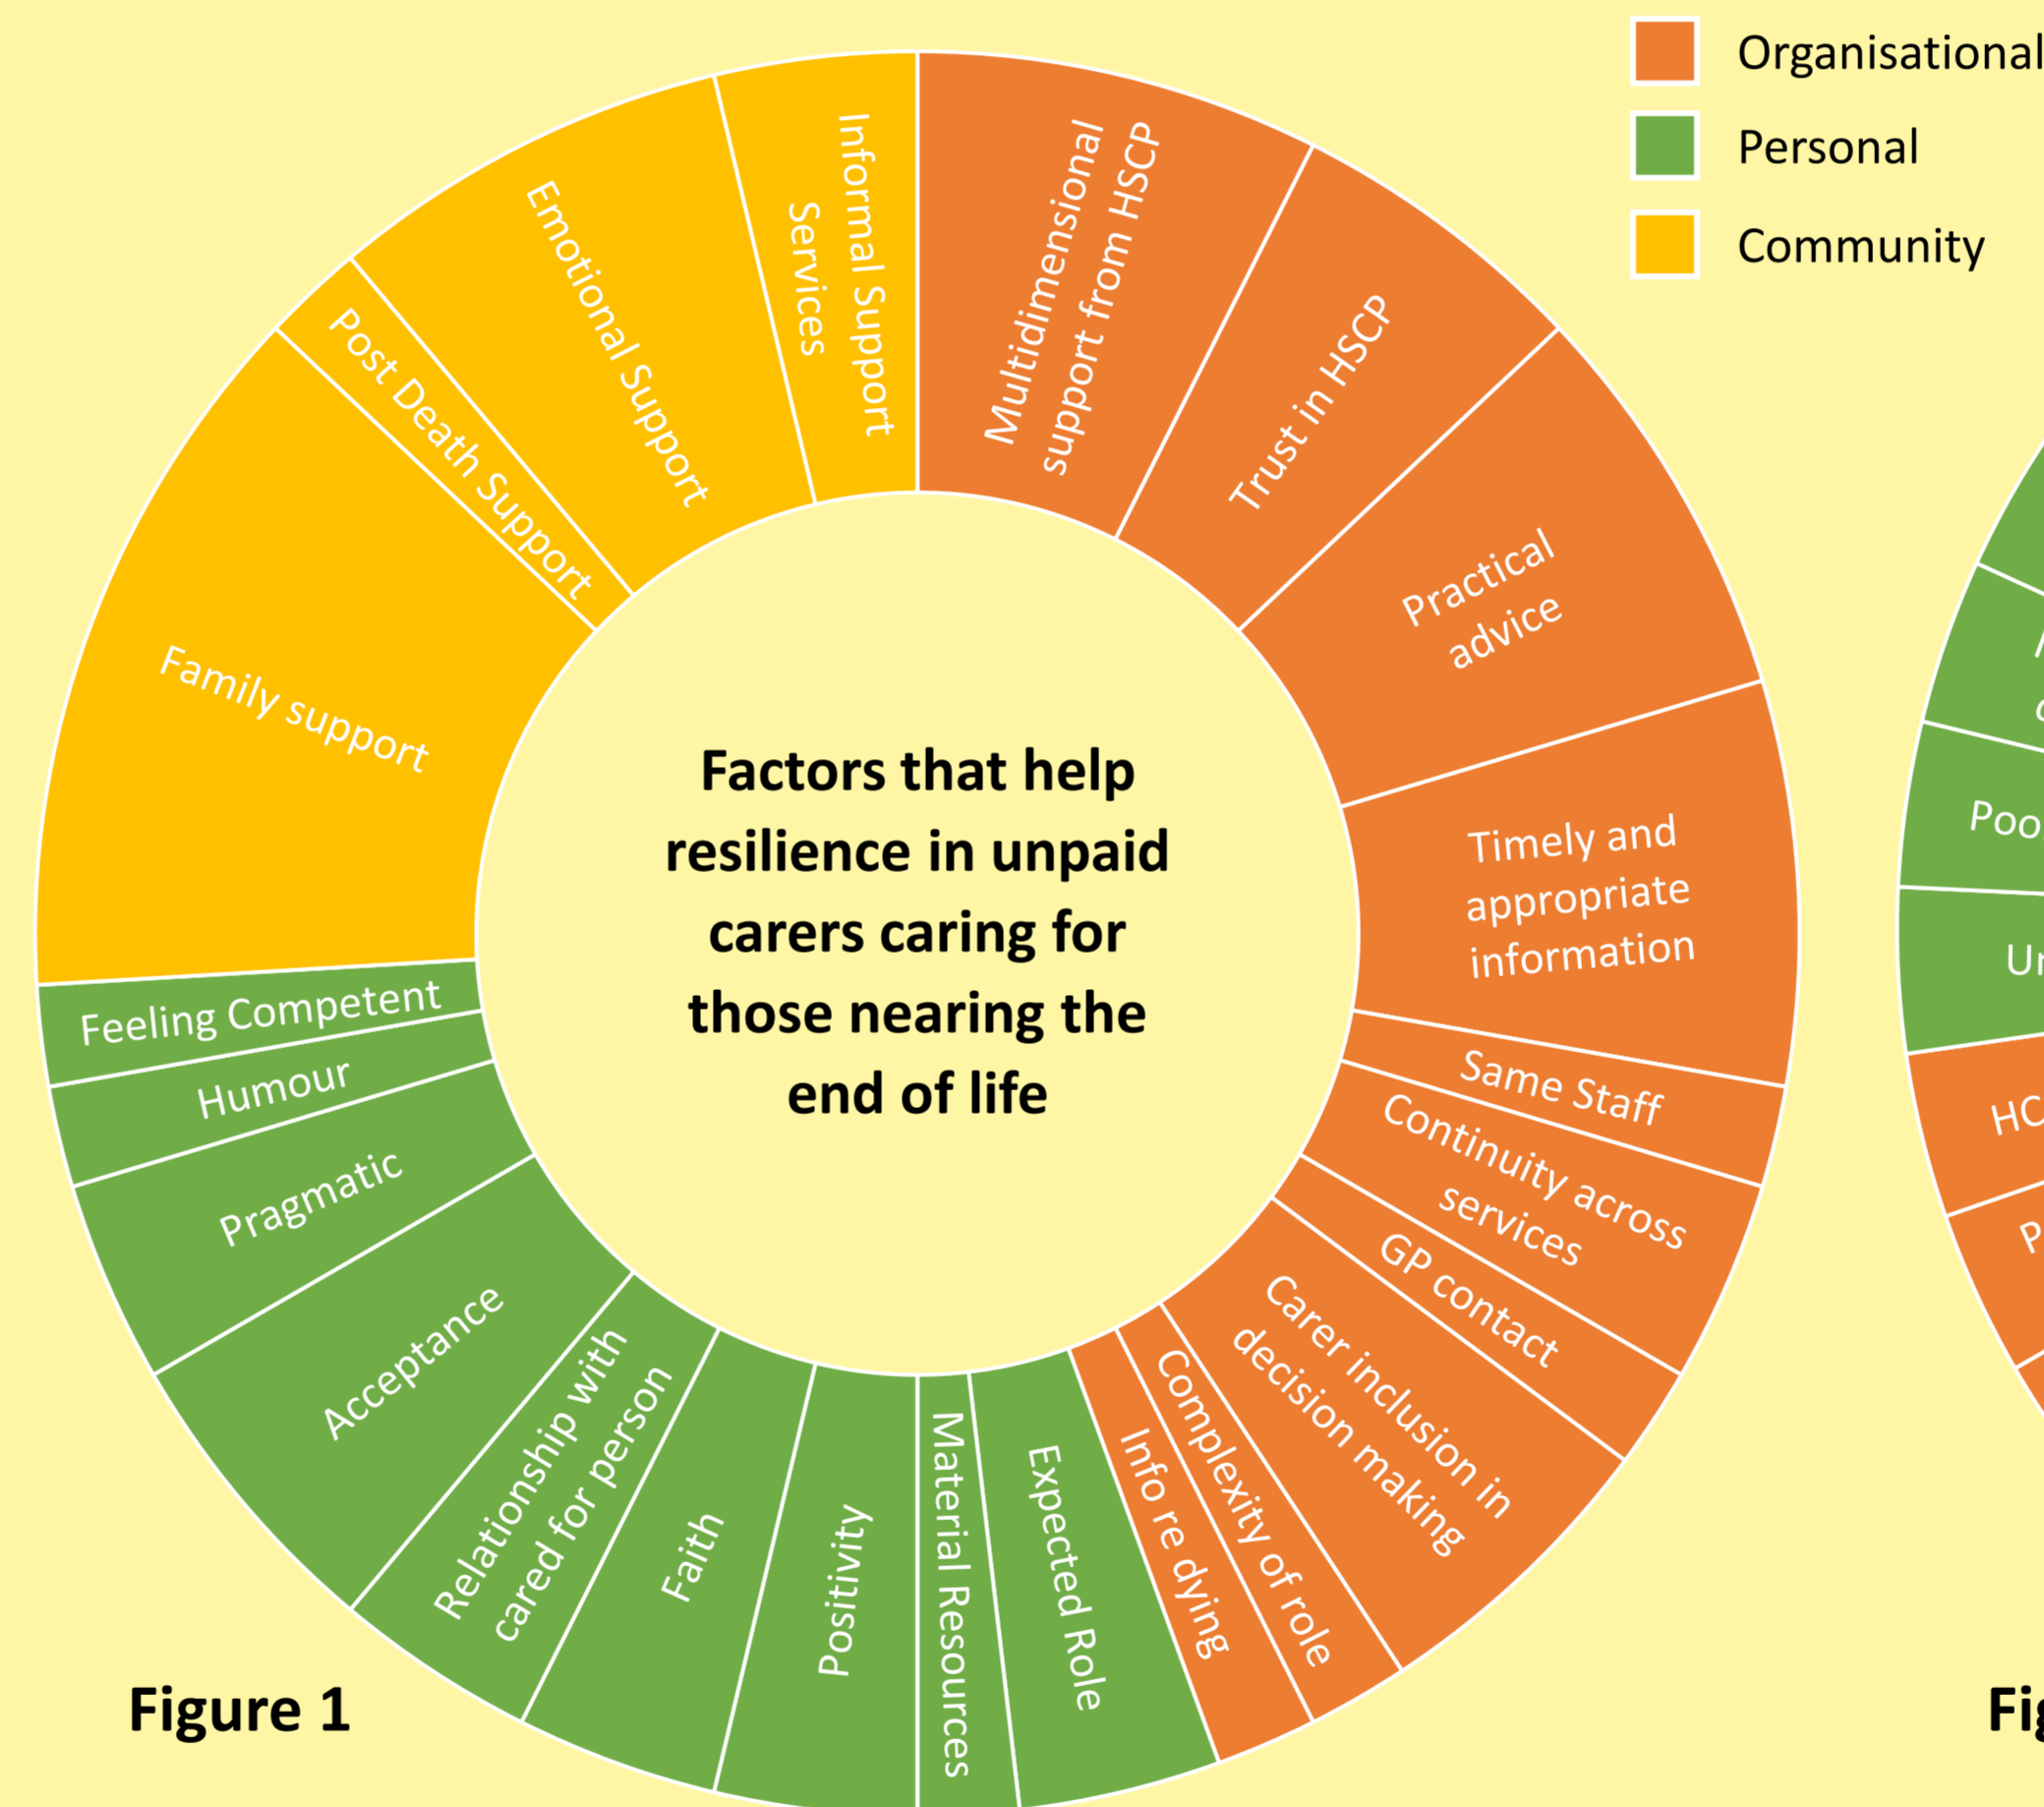 Organisational
Personal
Community
Multidimensional
support from HSCP
Trust in HSCP
Practical
advice
Timely and
appropriate
information
Same Staff
Continuity across
services
GP contact
Carer inclusion in
decision making
Complexity of role
Info re dying
Expected Role
Material Resources
Positivity
Faith
Relationship with
cared for person
Acceptance
Pragmatic
Humour
Feeling Competent
Family support
Post Death Support
Emotional Support
Informal Support
Services
Factors that help
resilience in unpaid
carers caring for
those nearing the
end of life
Figure 1